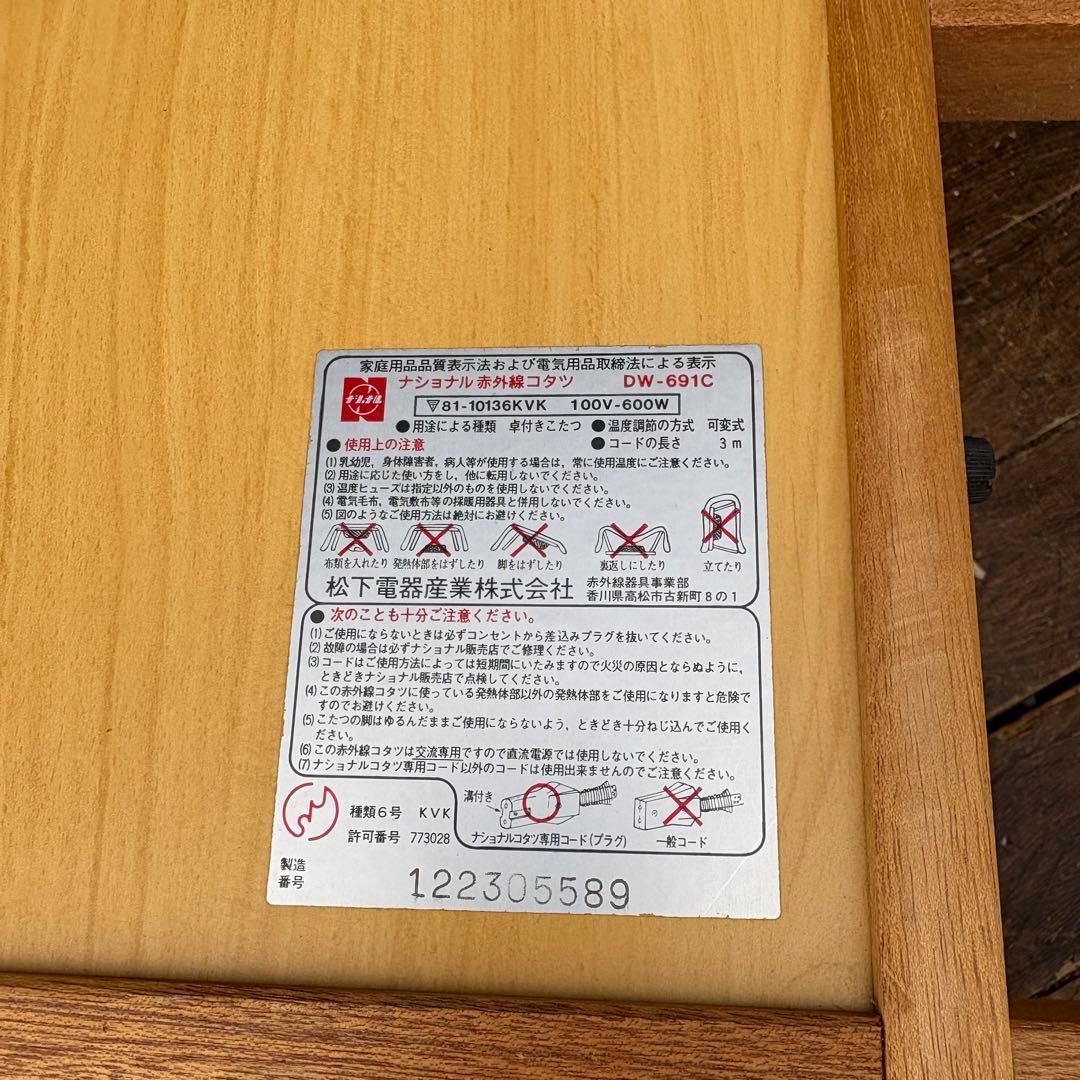 家庭用品品質表示法および電気用品取締法による表示
ナショナル
ナショナル 赤外線コタツ DW-691C
81-10136KVK 100V-600W
●用途による種類 卓付きこたつ ●温度調節の方式 可変式
●使用上の注意 ●コードの長さ 3m
(1)乳幼児,身体障害者,病人等が使用する場合は,常に使用温度にご注意ください。
(2)用途に応じた使い方をし,他に転用しないでください。
(3)温度ヒューズは指定以外のものを使用しないでください。
(4)電気毛布,電気敷布等の採暖用器具と併用しないでください。
(5)図のようなご使用方法は絶対にお避けください。
布類を入れたり 発熱体部をはずしたり 脚をはずしたり 裏返しにしたり 立てたり
松下電器産業株式会社 赤外線器具事業部
香川県高松市古新町8の1
●次のことも十分ご注意ください。
(1)ご使用にならないときは必ずコンセントから差込みプラグを抜いてください。
(2)故障の場合は必ずナショナル販売店でご修理ください。
(3)コードはご使用方法によっては短期間にいたみますので火災の原因とならぬように,
ときどきナショナル販売店で点検してください。
(4)この赤外線コタツに使っている発熱体部以外の発熱体部をご使用になりますと危険で
すのでお避けください。
(5)こたつの脚はゆるんだままご使用にならないよう,ときどき十分ねじ込んでご使用く
ださい。
(6)この赤外線コタツは交流専用ですので直流電源では使用しないでください。
(7)ナショナルコタツ専用コード以外のコードは使用出来ませんのでご注意ください。
溝付き
種類6号 KVK
許可番号 773028
ナショナルコタツ専用コード(プラグ) 一般コード
製造
番号 122305589